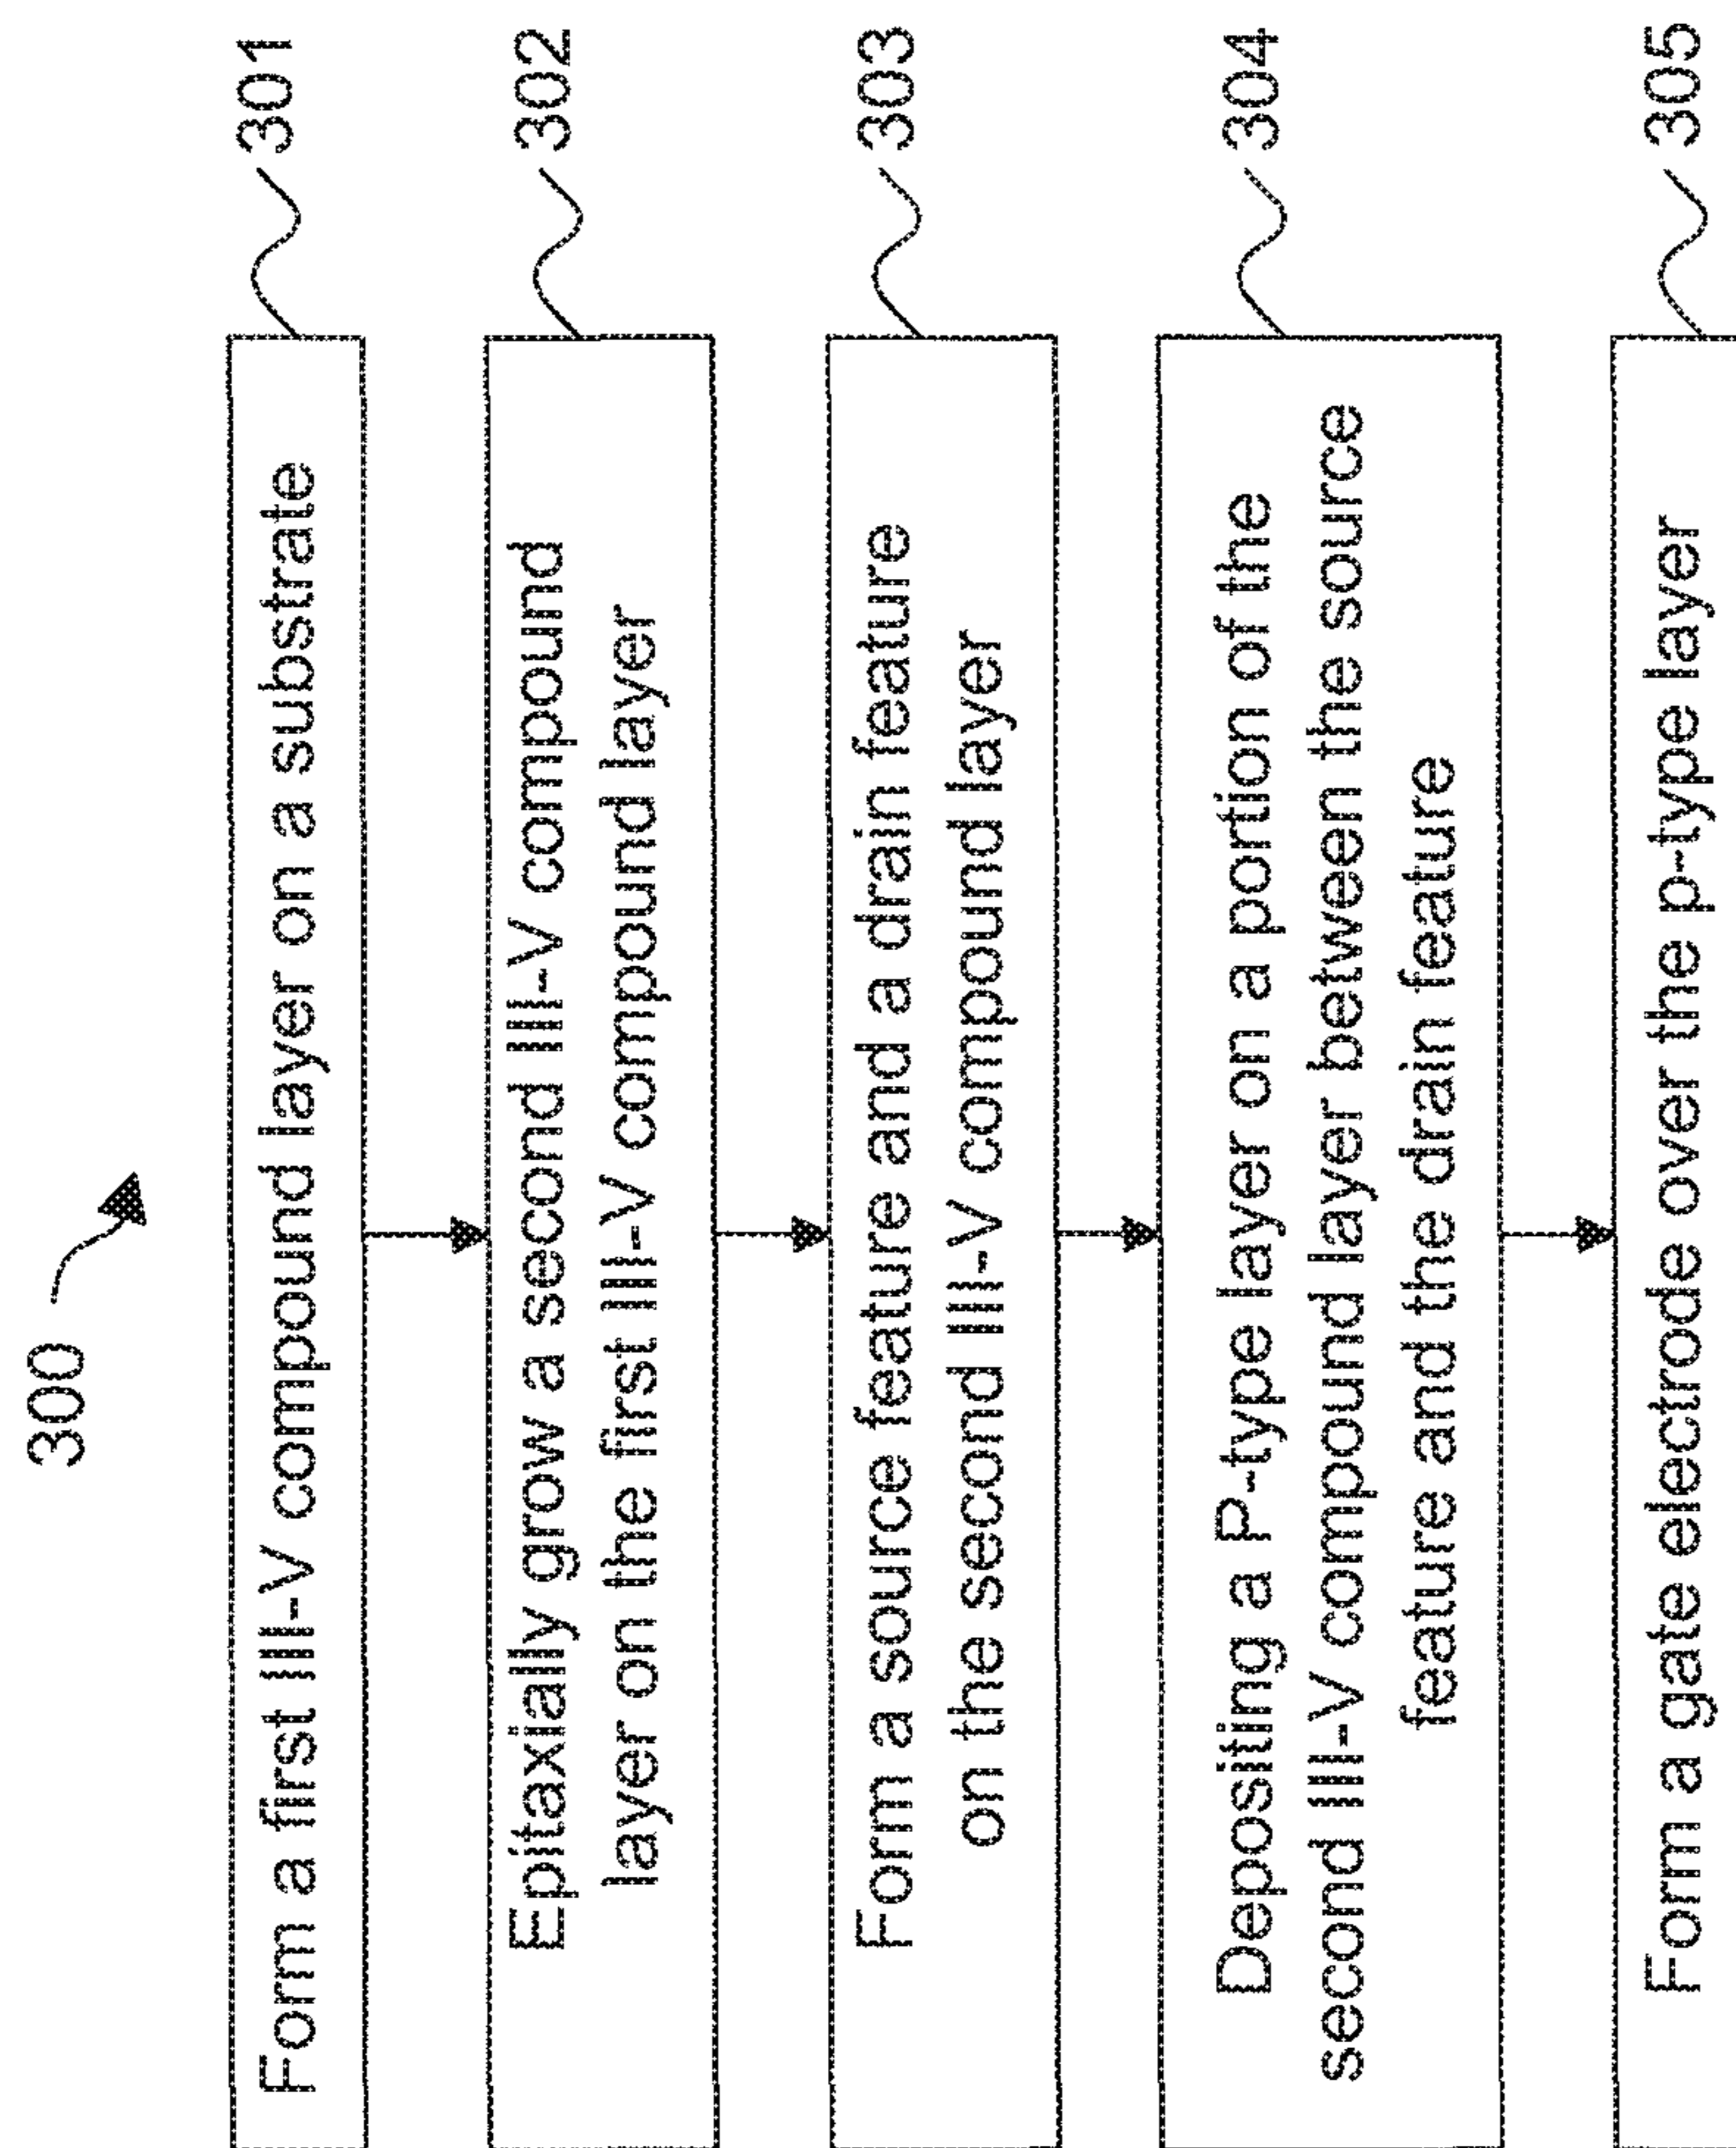 300
Form a first III-V compound layer on a substrate
301
Epitaxially grow a second III-V compound
layer on the first III-V compound layer
302
Form a source feature and a drain feature
on the second III-V compound layer
303
Depositing a P-type layer on a portion of the
second III-V compound layer between the source
feature and the drain feature
304
Form a gate electrode over the p-type layer
305